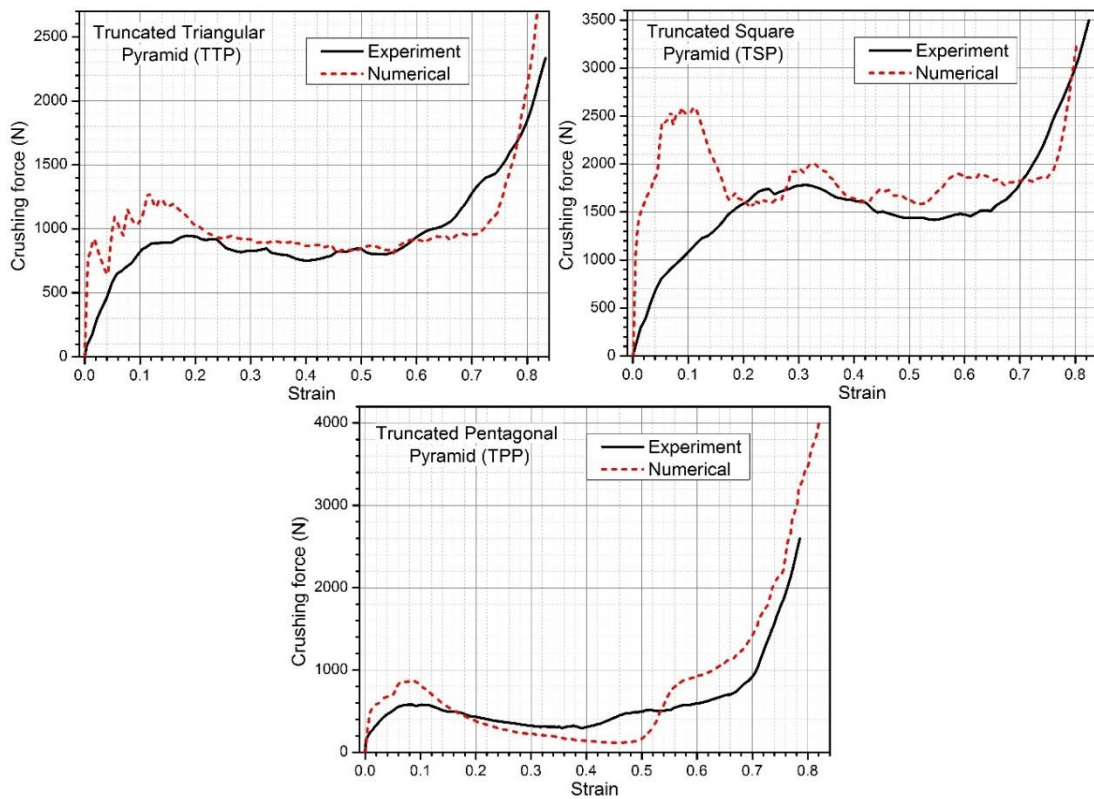 Truncated Triangular
Pyramid (TTP)
Experiment
Numerical
2500
2000
1500
1000
500
0
0.0 0.1 0.2 0.3 0.4 0.5 0.6 0.7 0.8
Crushing force (N)
Strain
Truncated Square
Pyramid (TSP)
Experiment
Numerical
3500
3000
2500
2000
1500
1000
500
0
0.0 0.1 0.2 0.3 0.4 0.5 0.6 0.7 0.8
Crushing force (N)
Strain
Truncated Pentagonal
Pyramid (TPP)
Experiment
Numerical
4000
3000
2000
1000
0
0.0 0.1 0.2 0.3 0.4 0.5 0.6 0.7 0.8
Crushing force (N)
Strain